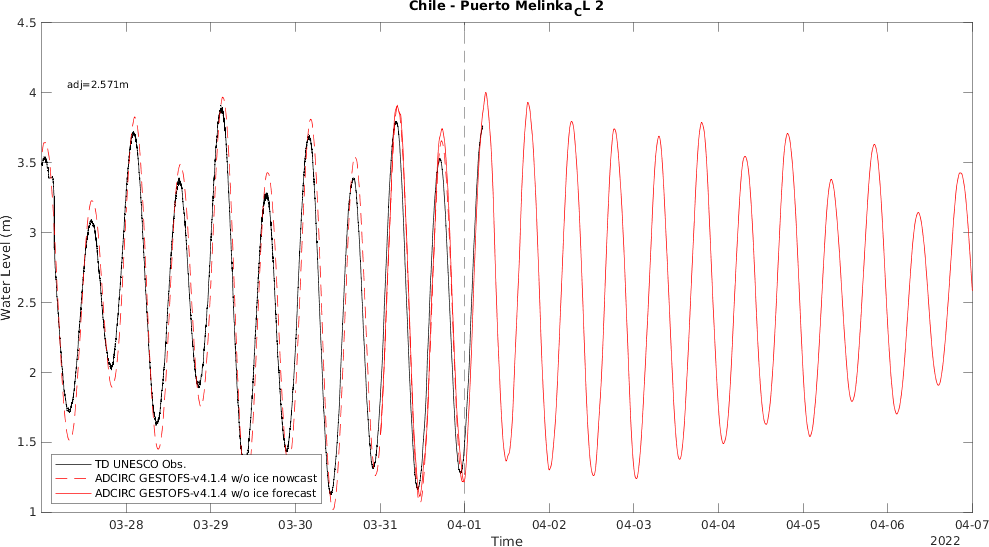 Chile - Puerto Melinka_CL 2
4.5
adj=2.571m
4
3.5
3
2.5
2
1.5
1
Water Level (m)
TD UNESCO Obs.
ADCIRC GESTOFS-v4.1.4 w/o ice nowcast
ADCIRC GESTOFS-v4.1.4 w/o ice forecast
03-28 03-29 03-30 03-31 04-01 04-02 04-03 04-04 04-05 04-06 04-07
Time
2022